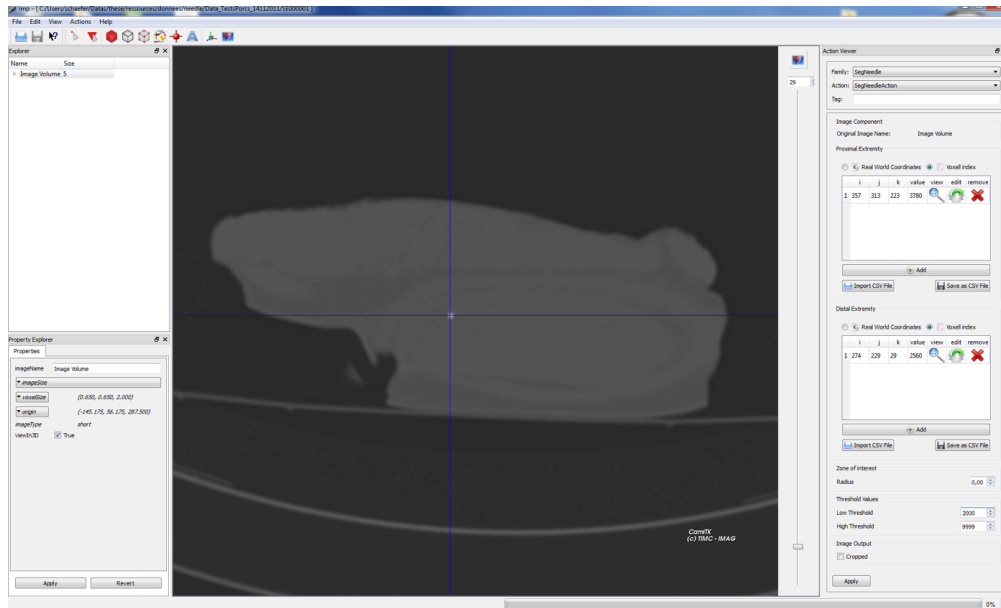 imp - [ C:/Users/schaefer/Datas/these/ressources/donnees/needle/Data_TestsPorcs_14112011/SE000001 ]
File Edit View Actions Help
Explorer
Name Size
Image Volume 5
Property Explorer
Properties
imageName Image Volume
imageSize
voxelSize (0.650, 0.650, 2.000)
origin (-145.175, 56.175, 287.500)
imageType short
viewIn3D True
Apply Revert
29
CamiTK
(c) TIMC - IMAG
Action Viewer
Family: SegNeedle
Action: SegNeedleAction
Tag:
Image Component
Original Image Name: Image Volume
Proximal Extremity
Real World Coordinates Voxell index
i j k value view edit remove
1 357 313 223 3780
Add
Import CSV File Save as CSV File
Distal Extremity
Real World Coordinates Voxell index
i j k value view edit remove
1 274 229 29 2560
Add
Import CSV File Save as CSV File
Zone of interest
Radius 0,00
Threshold Values
Low Threshold 2000
High Threshold 9999
Image Output
Cropped
Apply
0%